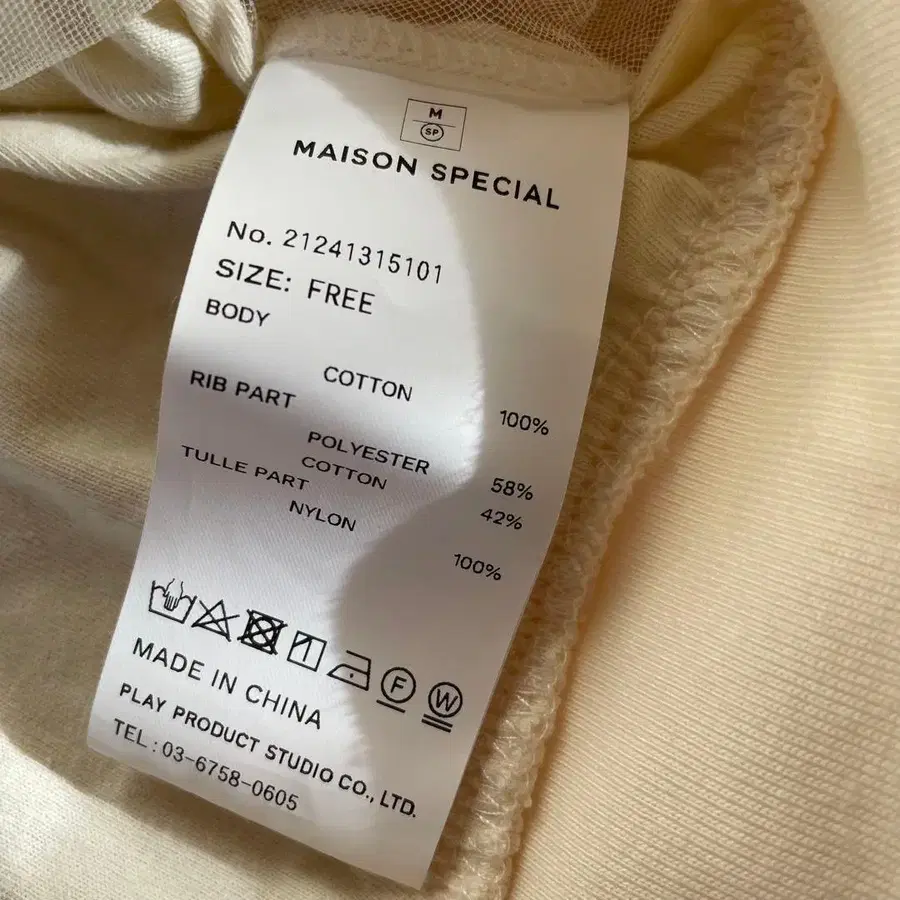 M
SP
MAISON SPECIAL
No. 21241315101
SIZE: FREE
BODY
COTTON 100%
RIB PART
POLYESTER 58%
COTTON 42%
TULLE PART
NYLON 100%
F W
MADE IN CHINA
PLAY PRODUCT STUDIO CO., LTD.
TEL : 03-6758-0605